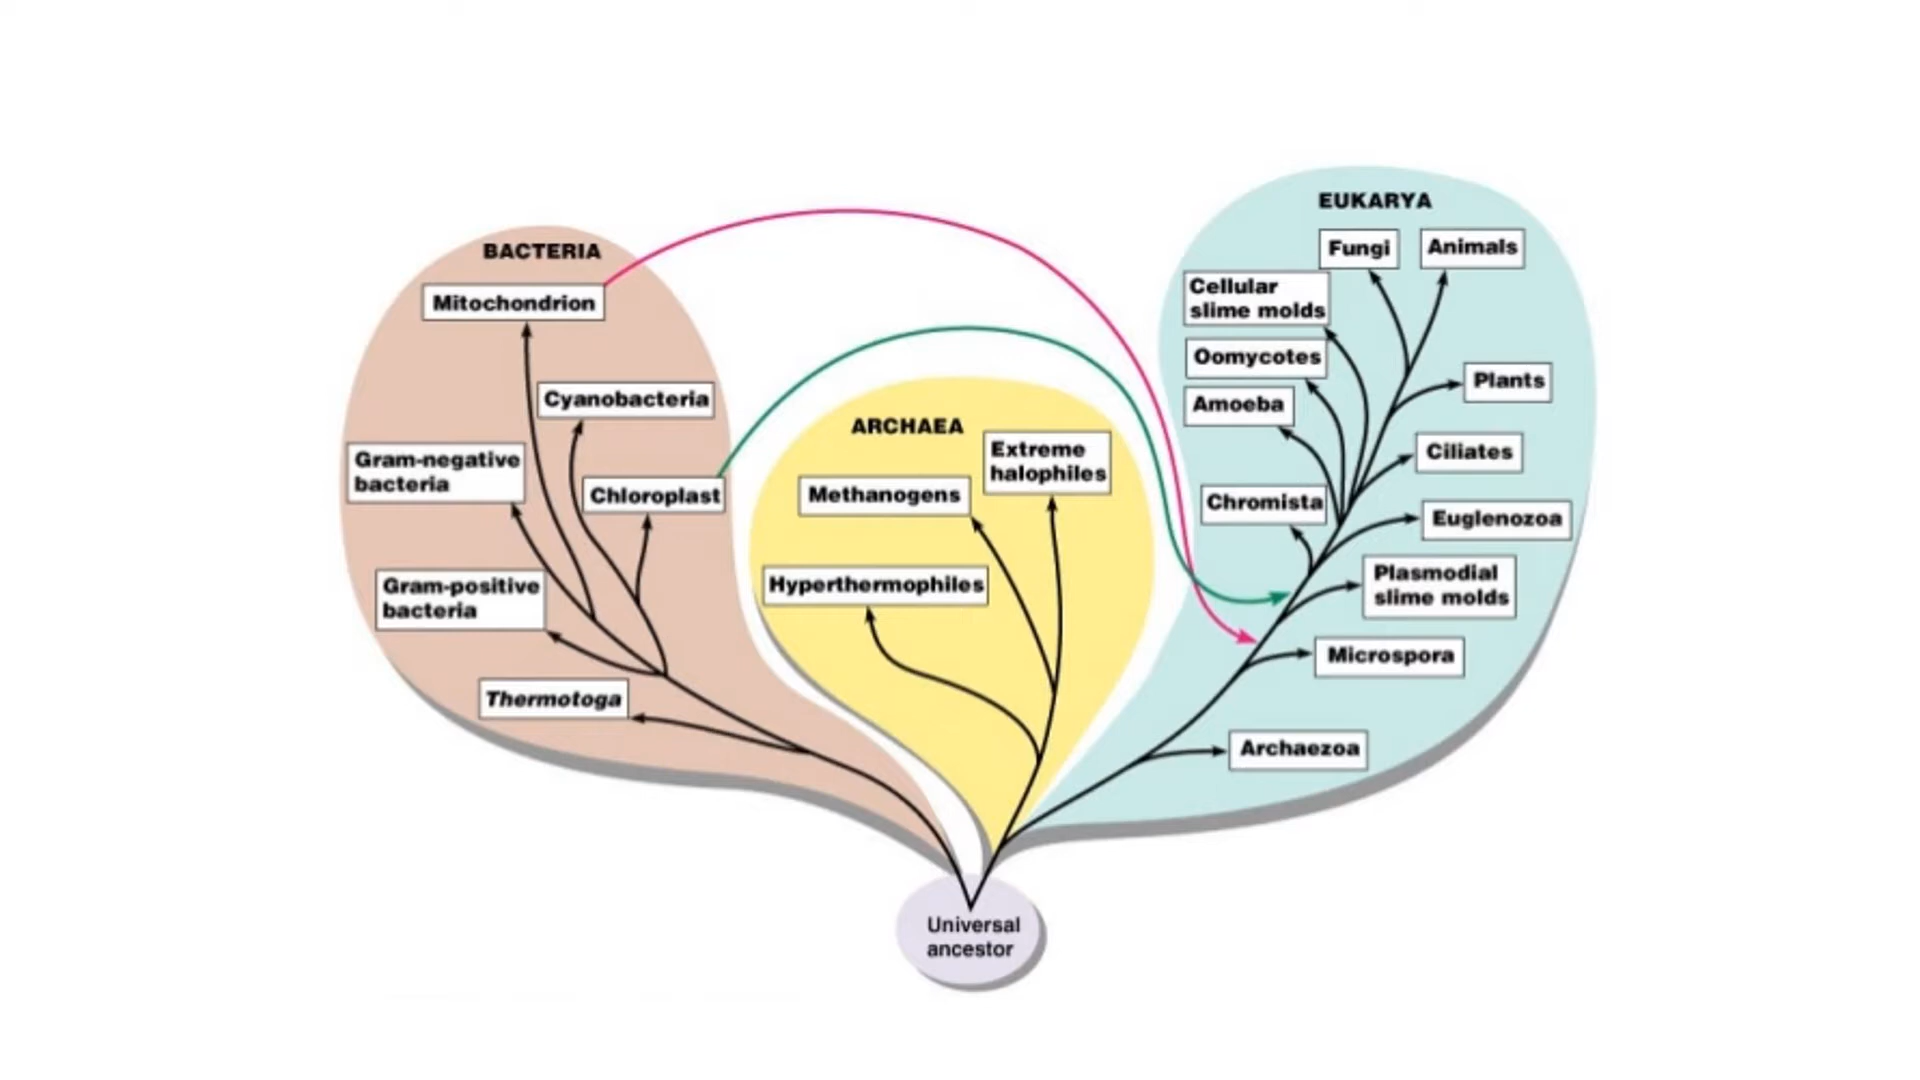 BACTERIA
Mitochondrion
Cyanobacteria
Gram-negative
bacteria
Chloroplast
Gram-positive
bacteria
Thermotoga
ARCHAEA
Extreme
halophiles
Methanogens
Hyperthermophiles
EUKARYA
Fungi
Animals
Cellular
slime molds
Oomycotes
Plants
Amoeba
Ciliates
Chromista
Euglenozoa
Plasmodial
slime molds
Microspora
Archaezoa
Universal
ancestor